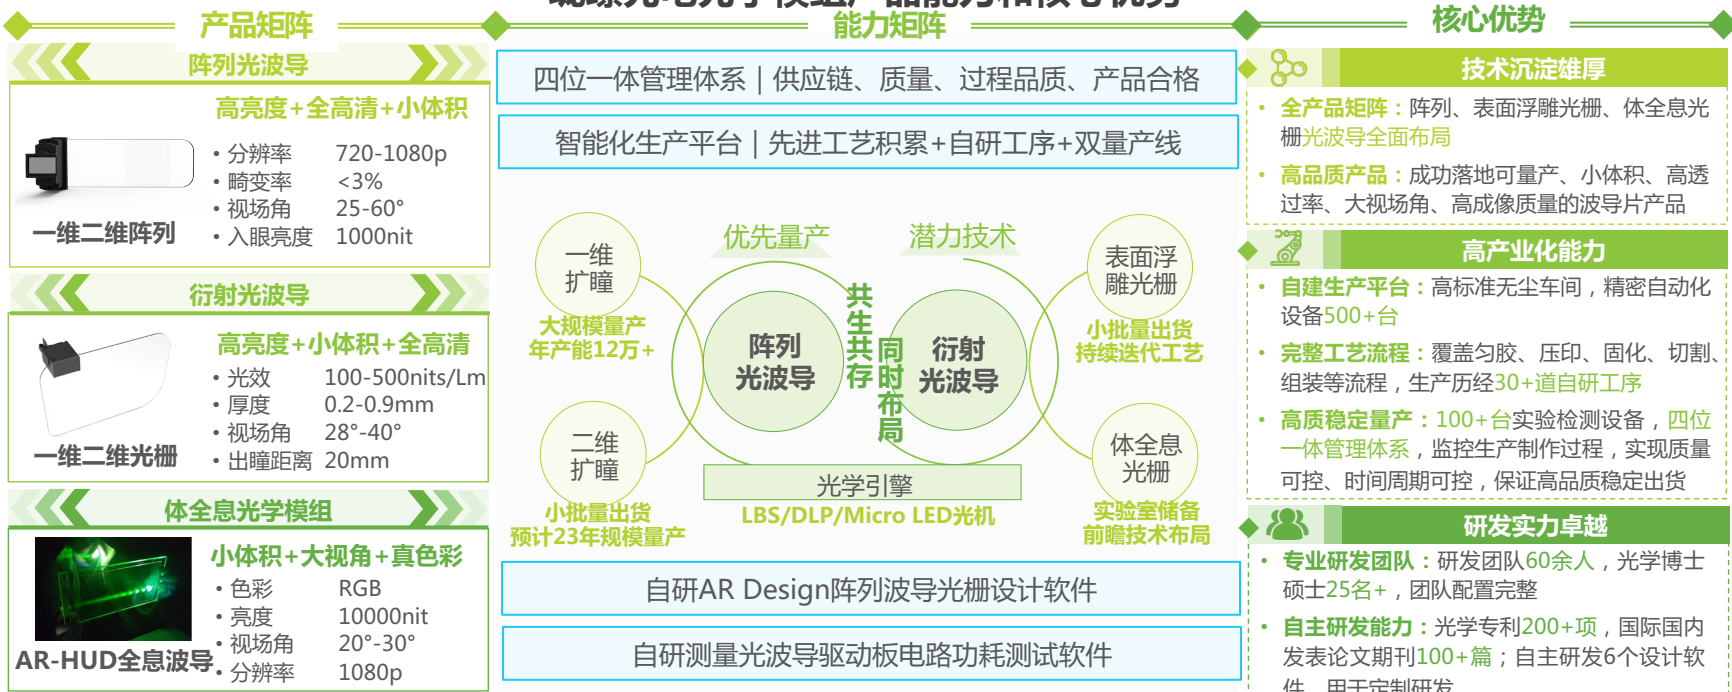 光学模组产品能力和核心优势
产品矩阵
阵列光波导
高亮度+全高清+小体积
•分辨率 720-1080p
•畸变率 <3%
•视场角 25-60°
•入眼亮度 1000nit
一维二维阵列
衍射光波导
高亮度+小体积+全高清
•光效 100-500nits/Lm
•厚度 0.2-0.9mm
•视场角 28°-40°
•出瞳距离 20mm
一维二维光栅
体全息光学模组
小体积+大视角+真色彩
•色彩 RGB
•亮度 10000nit
•视场角 20°-30°
•分辨率 1080p
AR-HUD全息波导
能力矩阵
四位一体管理体系｜供应链、质量、过程品质、产品合格
智能化生产平台｜先进工艺积累+自研工序+双量产线
优先量产
潜力技术
一维
扩瞳
大规模量产
年产能12万+
二维
扩瞳
小批量出货
预计23年规模量产
阵列
光波导
共生共存
同时布局
衍射
光波导
表面浮
雕光栅
小批量出货
持续迭代工艺
体全息
光栅
实验室储备
前瞻技术布局
光学引擎
LBS/DLP/Micro LED光机
自研AR Design阵列波导光栅设计软件
自研测量光波导驱动板电路功耗测试软件
核心优势
技术沉淀雄厚
•全产品矩阵：阵列、表面浮雕光栅、体全息光
栅光波导全面布局
•高品质产品：成功落地可量产、小体积、高透
过率、大视场角、高成像质量的波导片产品
高产业化能力
•自建生产平台：高标准无尘车间，精密自动化
设备500+台
•完整工艺流程：覆盖匀胶、压印、固化、切割、
组装等流程，生产历经30+道自研工序
•高质稳定量产：100+台实验检测设备，四位
一体管理体系，监控生产制作过程，实现质量
可控、时间周期可控，保证高品质稳定出货
研发实力卓越
•专业研发团队：研发团队60余人，光学博士
硕士25名+，团队配置完整
•自主研发能力：光学专利200+项，国际国内
发表论文期刊100+篇；自主研发6个设计软
件，用于定制研发